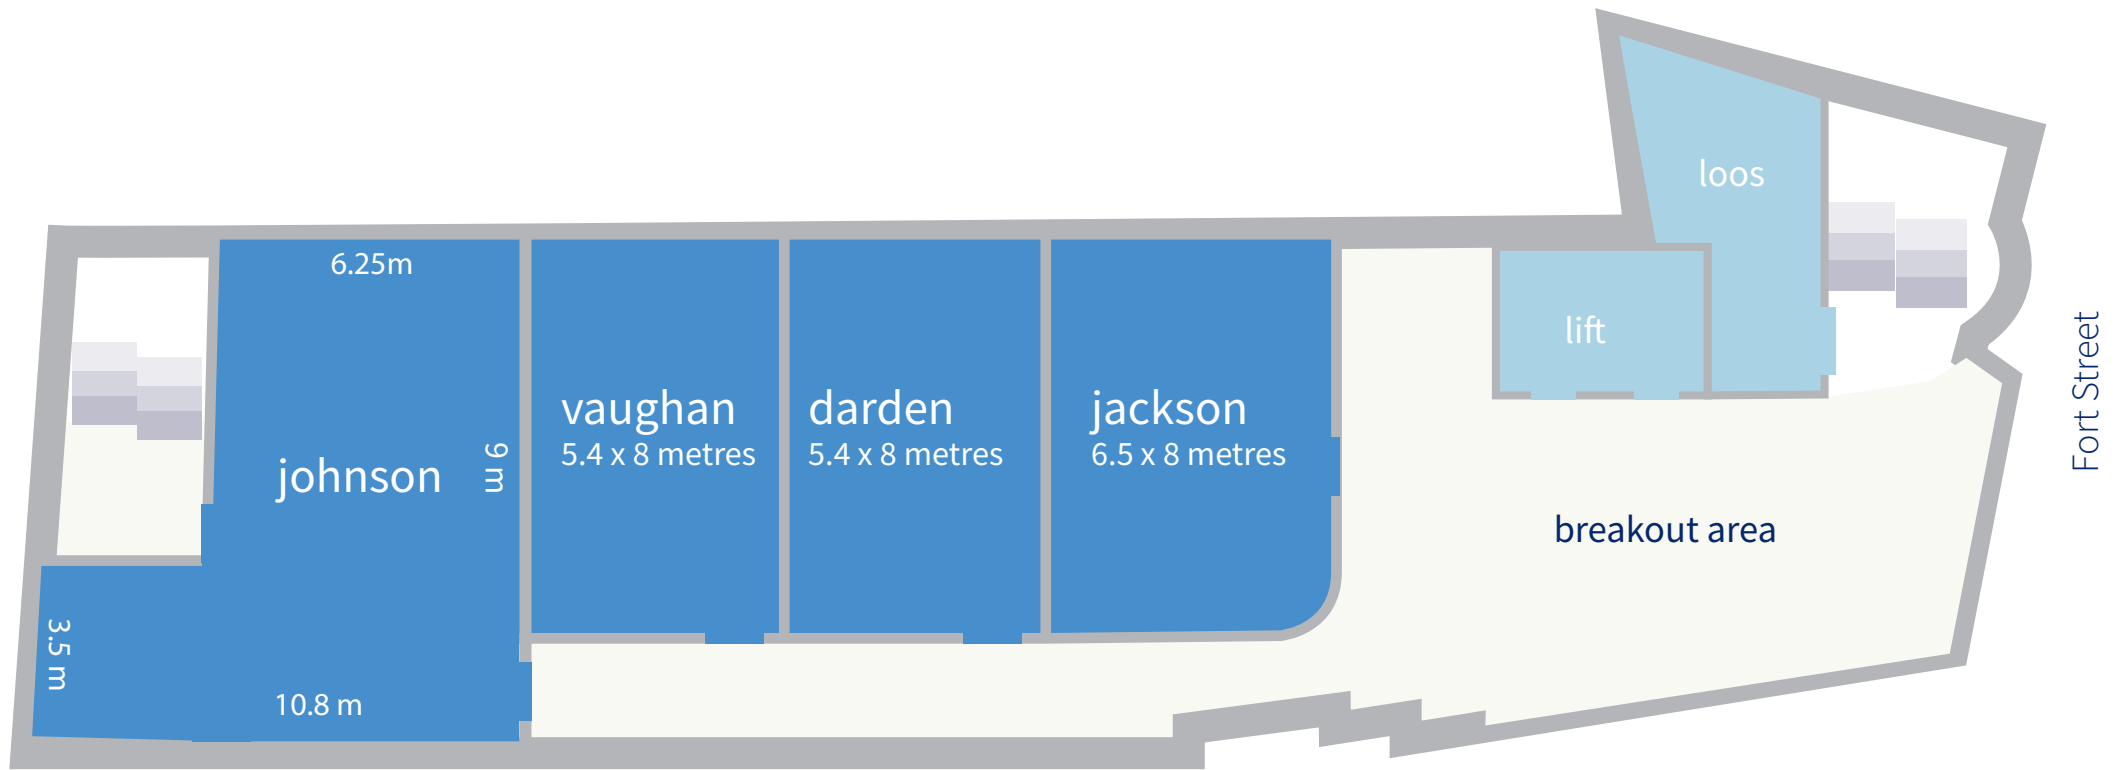 6.25m
johnson
9 m
3.5 m
10.8 m
vaughan
5.4 x 8 metres
darden
5.4 x 8 metres
jackson
6.5 x 8 metres
loos
lift
breakout area
Fort Street